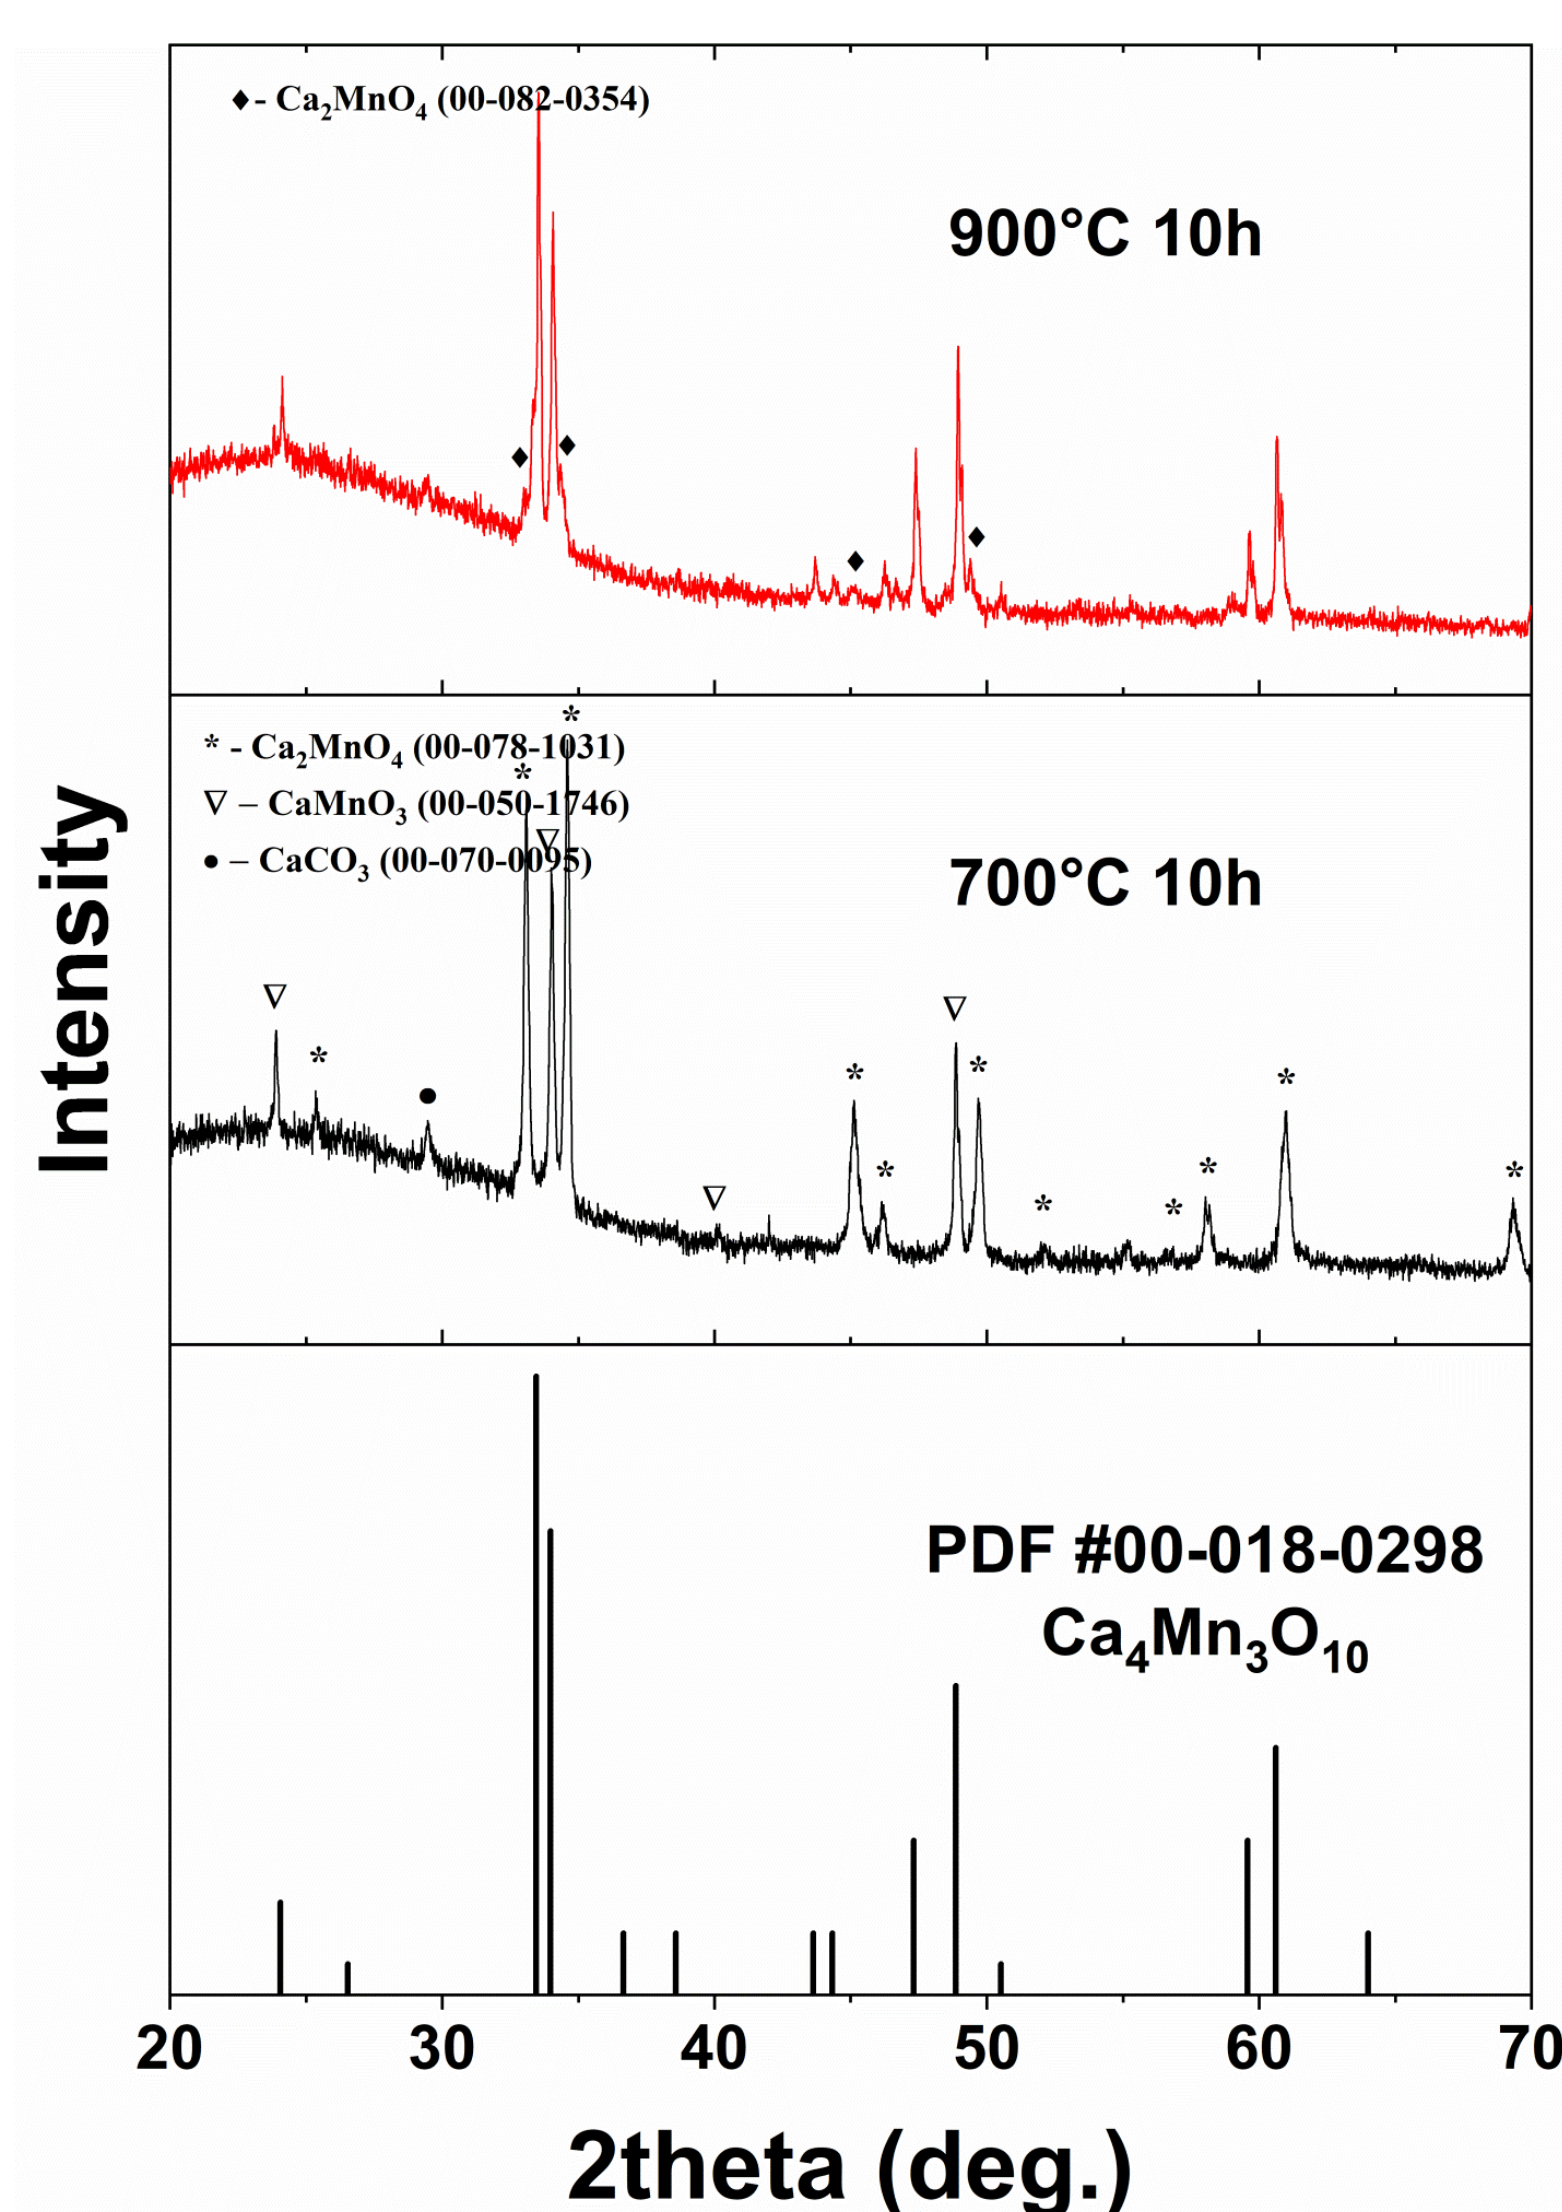 ♦- Ca₂MnO₄ (00-082-0354)
900°C 10h
* - Ca₂MnO₄ (00-078-1031)
∇ – CaMnO₃ (00-050-1746)
● – CaCO₃ (00-070-0095)
700°C 10h
Intensity
PDF #00-018-0298
Ca₄Mn₃O₁₀
20 30 40 50 60 70
2theta (deg.)